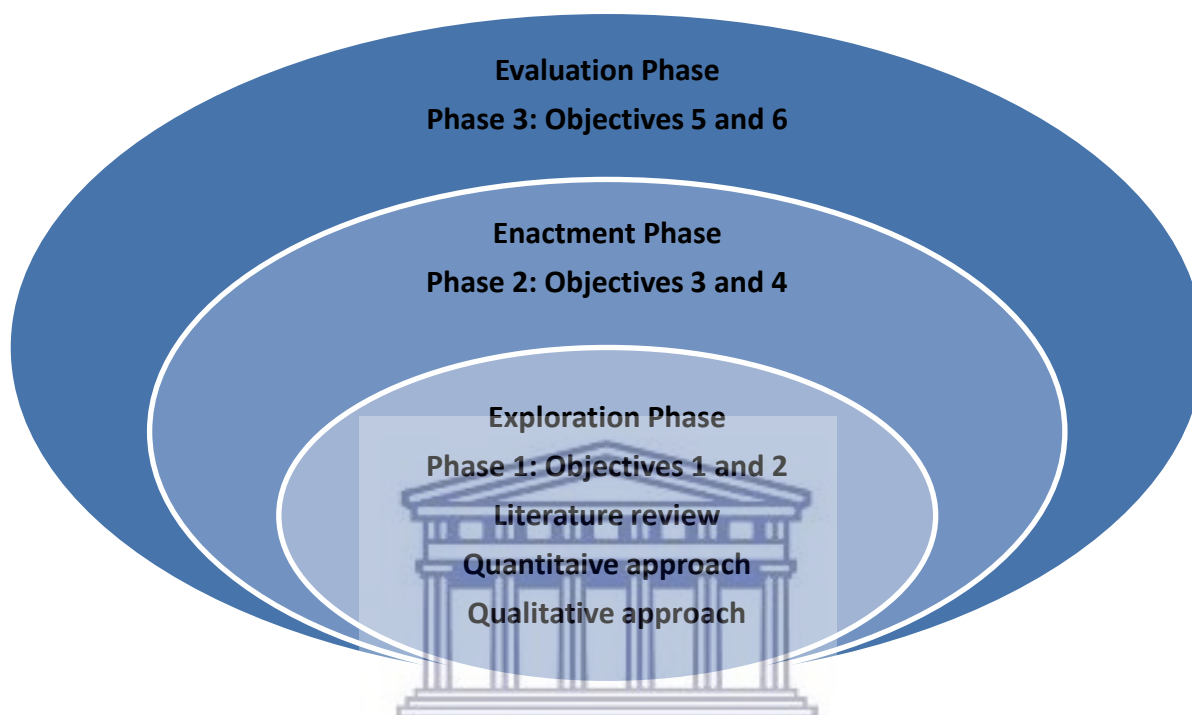 Evaluation Phase
Phase 3: Objectives 5 and 6
Enactment Phase
Phase 2: Objectives 3 and 4
Exploration Phase
Phase 1: Objectives 1 and 2
Literature review
Quantitaive approach
Qualitative approach